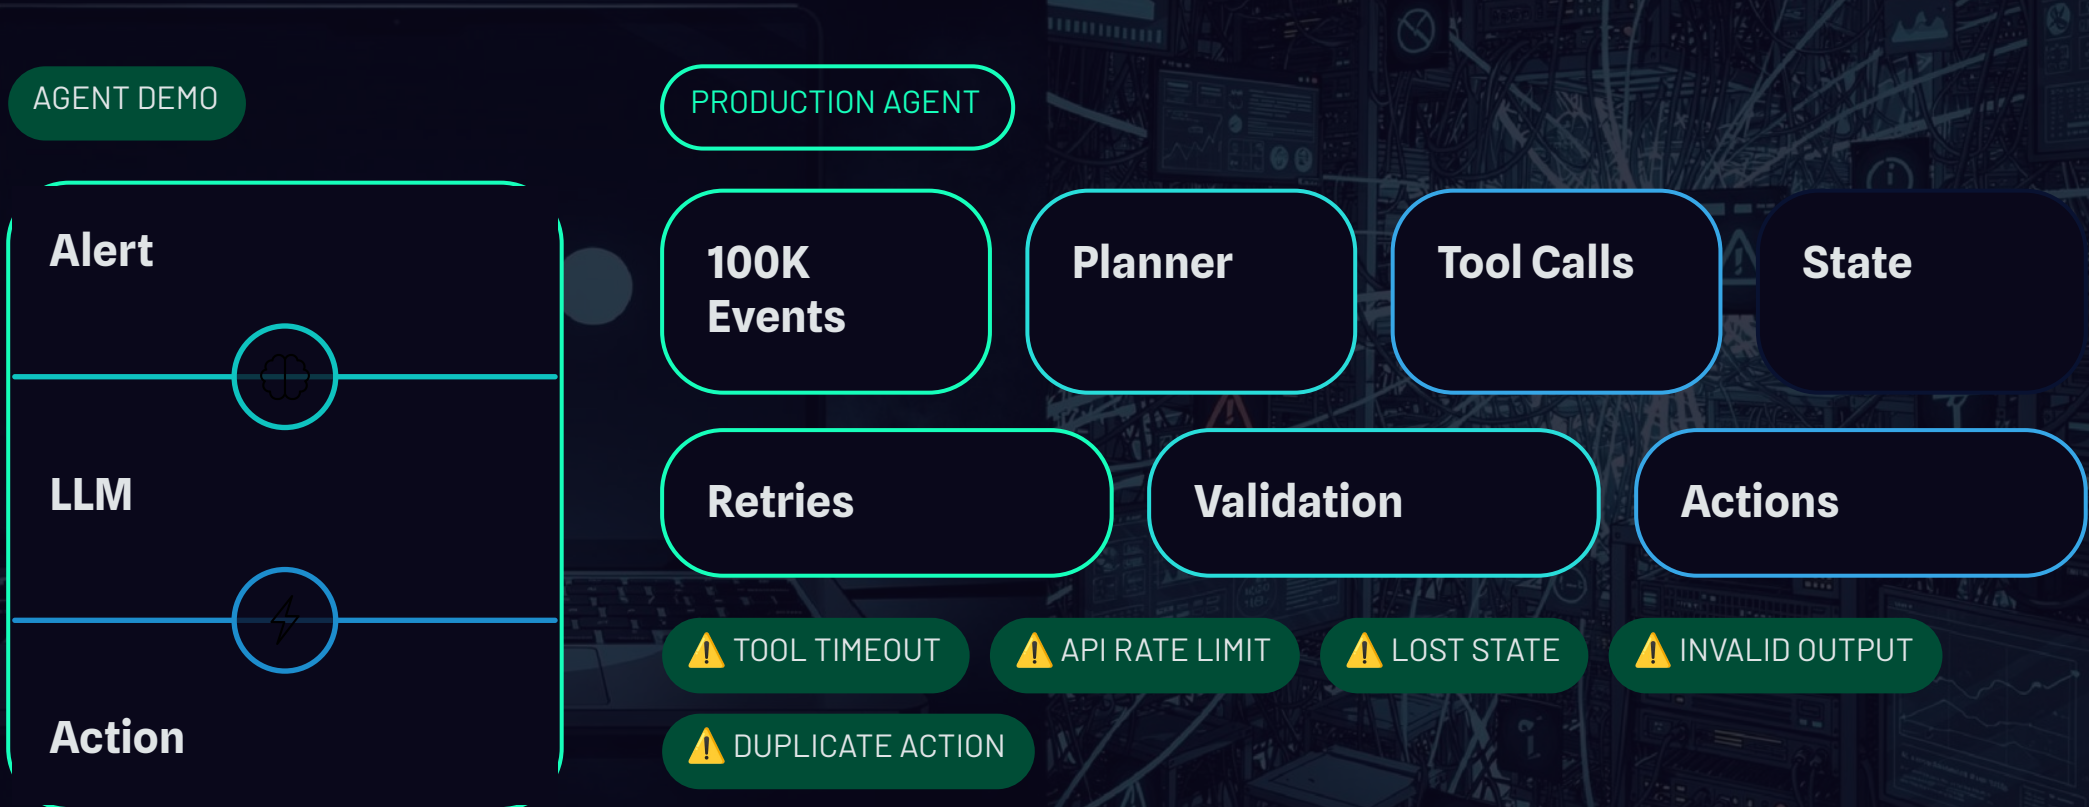 AGENT DEMO
Alert
LLM
Action
PRODUCTION AGENT
100K
Events
Planner
Tool Calls
State
Retries
Validation
Actions
⚠️ TOOL TIMEOUT
⚠️ API RATE LIMIT
⚠️ LOST STATE
⚠️ INVALID OUTPUT
⚠️ DUPLICATE ACTION